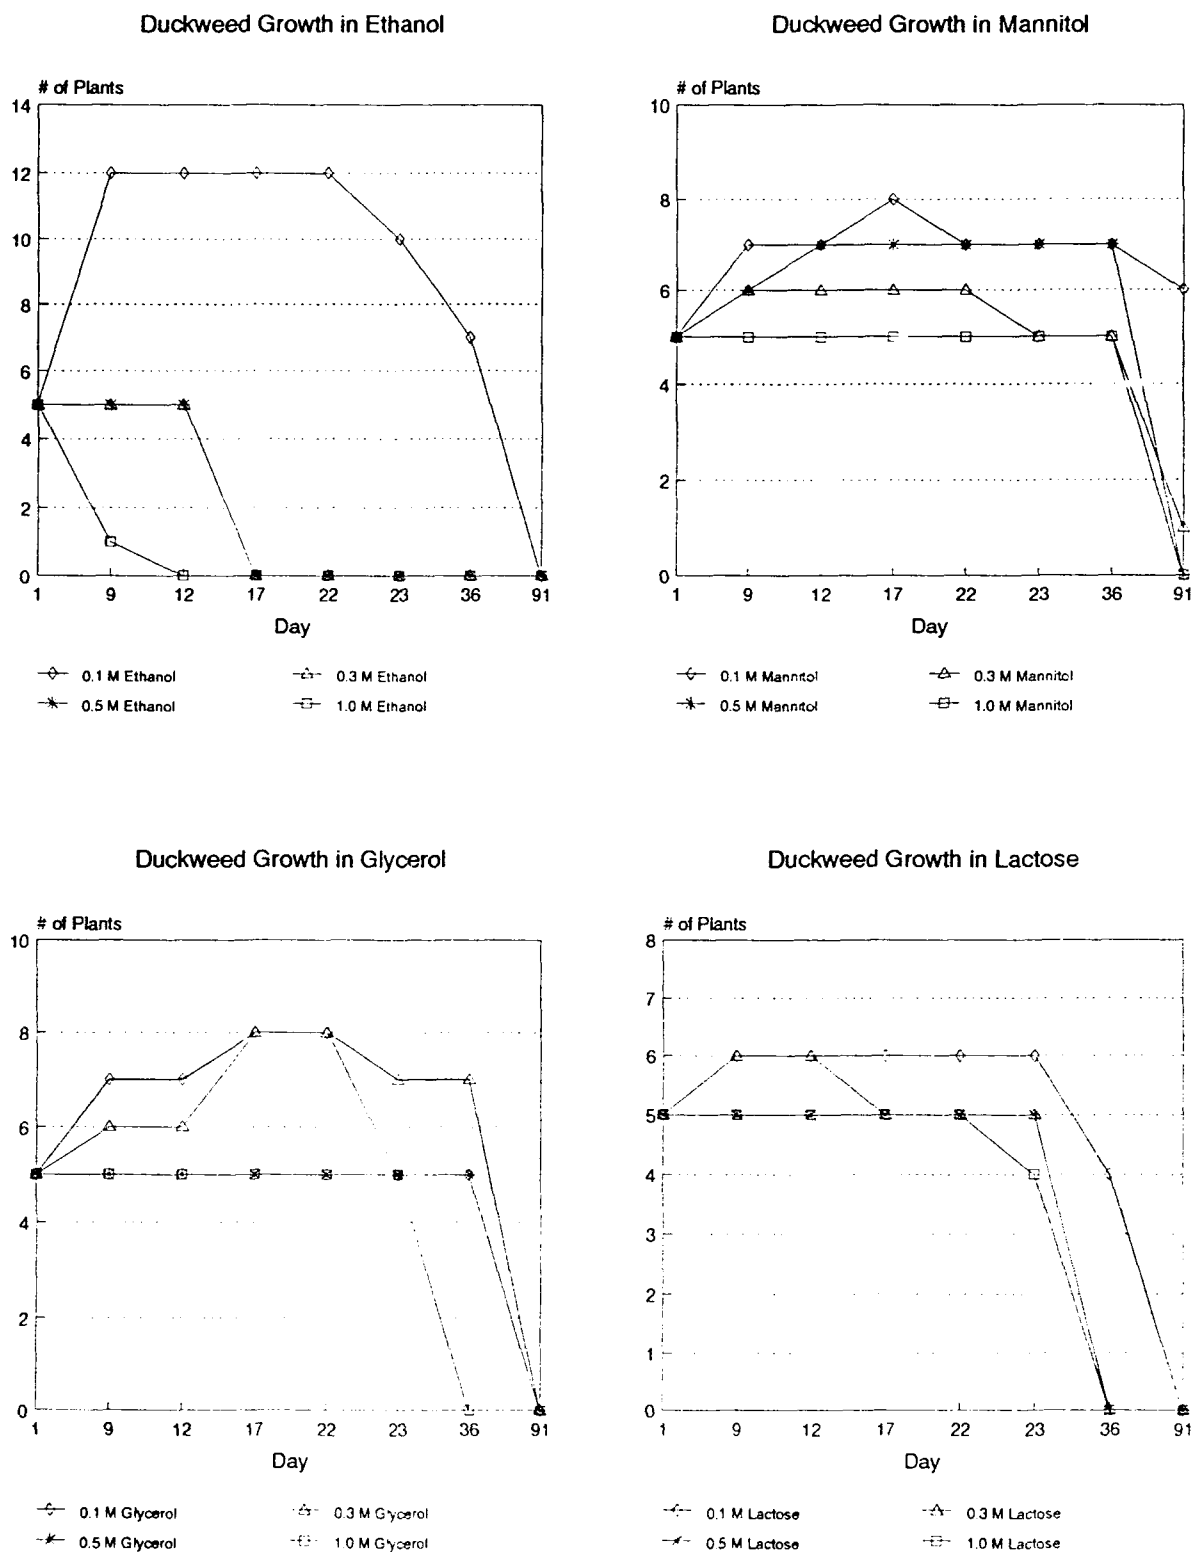 Duckweed Growth in Ethanol
# of Plants
14
12
10
8
6
4
2
0
1 9 12 17 22 23 36 91
Day
0.1 M Ethanol 0.3 M Ethanol
0.5 M Ethanol 1.0 M Ethanol
Duckweed Growth in Mannitol
# of Plants
10
8
6
4
2
0
1 9 12 17 22 23 36 91
Day
0.1 M Mannitol 0.3 M Mannitol
0.5 M Mannitol 1.0 M Mannitol
Duckweed Growth in Glycerol
# of Plants
10
8
6
4
2
0
1 9 12 17 22 23 36 91
Day
0.1 M Glycerol 0.3 M Glycerol
0.5 M Glycerol 1.0 M Glycerol
Duckweed Growth in Lactose
# of Plants
8
7
6
5
4
3
2
1
0
1 9 12 17 22 23 36 91
Day
0.1 M Lactose 0.3 M Lactose
0.5 M Lactose 1.0 M Lactose